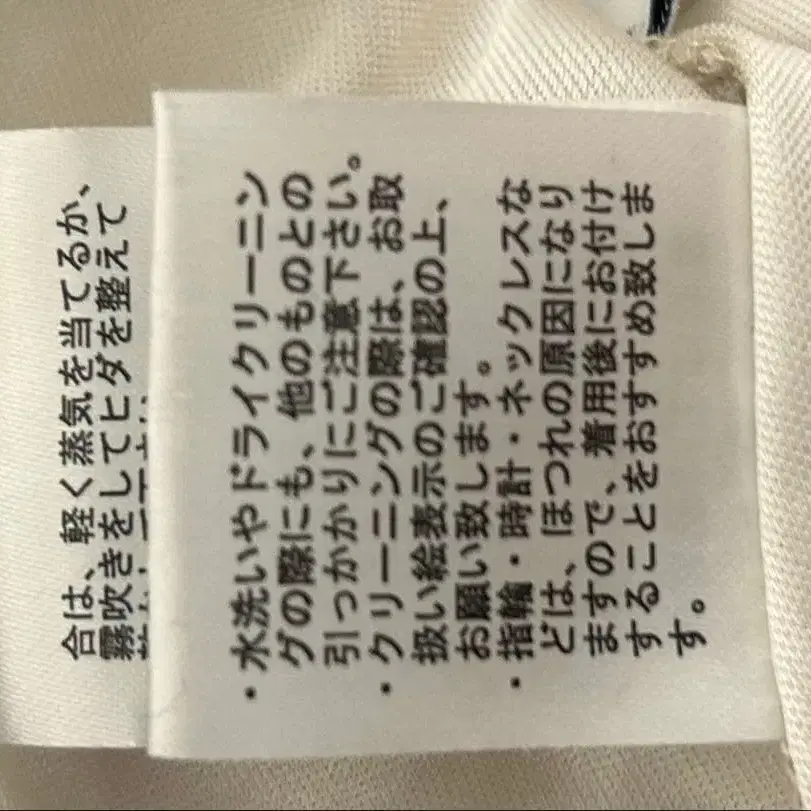 合は、軽く蒸気を当てるか、
霧吹きをしてヒダを整えて
・水洗いやドライクリーニン
グの際にも、他のものとの
引っかかりにご注意下さい。
・クリーニングの際は、お取
扱い絵表示のご確認の上、
お願い致します。
・指輪・時計・ネックレスな
どは、ほつれの原因になり
ますので、着用後にお付け
することをおすすめ致しま
す。